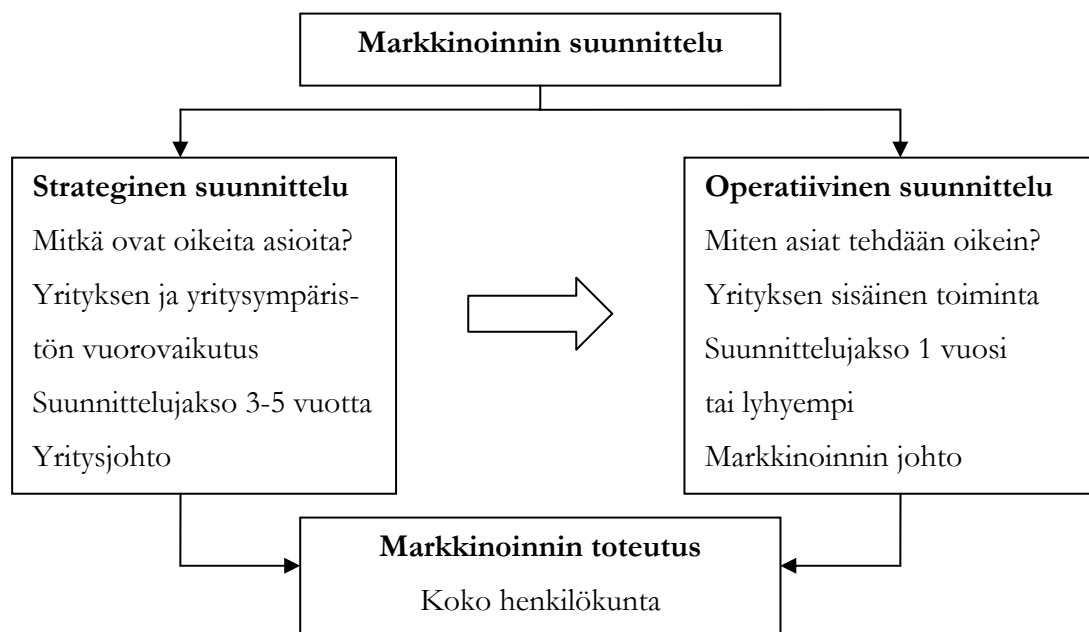 Markkinoinnin suunnittelu
Strateginen suunnittelu
Mitkä ovat oikeita asioita?
Yrityksen ja yritysympäris-
tön vuorovaikutus
Suunnittelujakso 3-5 vuotta
Yritysjohto
Operatiivinen suunnittelu
Miten asiat tehdään oikein?
Yrityksen sisäinen toiminta
Suunnittelujakso 1 vuosi
tai lyhyempi
Markkinoinnin johto
Markkinoinnin toteutus
Koko henkilökunta